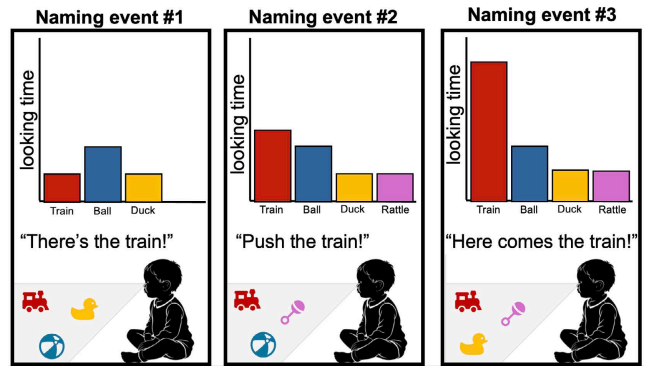 Naming event #1
looking time
Train Ball Duck
“There's the train!”
Naming event #2
looking time
Train Ball Duck Rattle
“Push the train!”
Naming event #3
looking time
Train Ball Duck Rattle
“Here comes the train!”